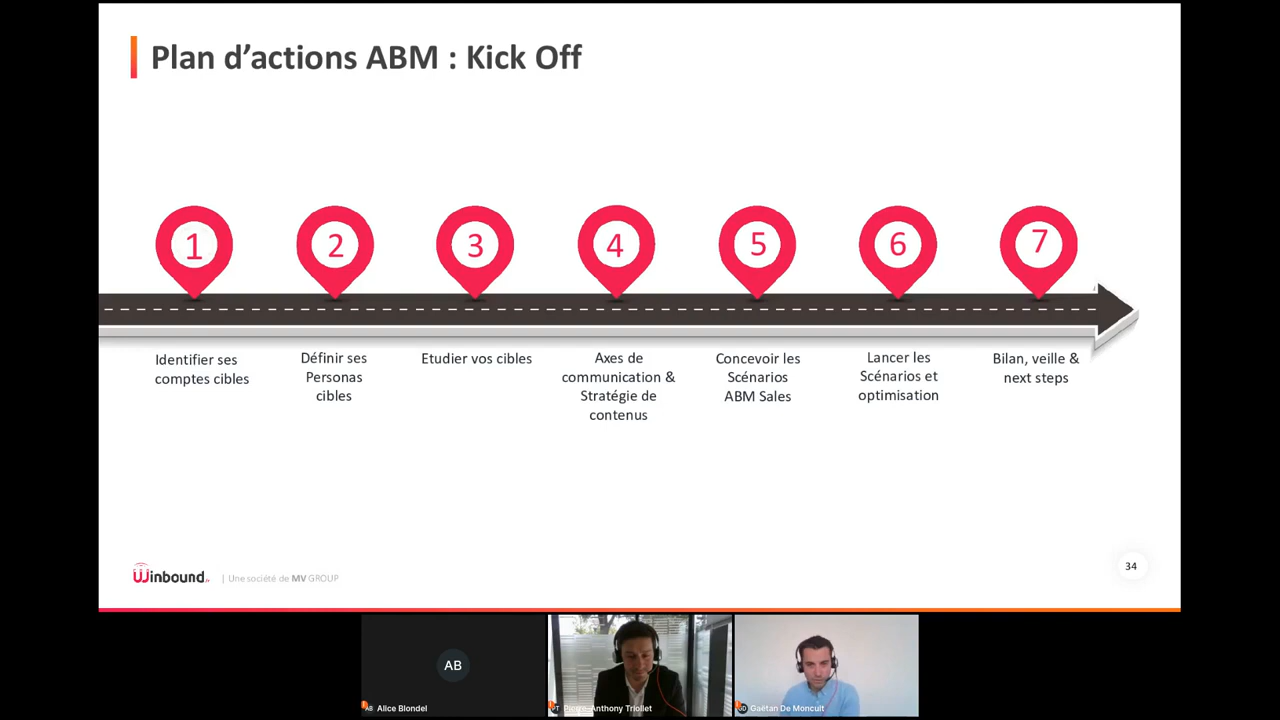 Plan d’actions ABM : Kick Off
1
2
3
4
5
6
7
Identifier ses
comptes cibles
Définir ses
Personas
cibles
Etudier vos cibles
Axes de
communication &
Stratégie de
contenus
Concevoir les
Scénarios
ABM Sales
Lancer les
Scénarios et
optimisation
Bilan, veille &
next steps
Winbound
| Une société de MV GROUP
34
AB
AB Alice Blondel
Pierre-Anthony Triollet
GD Gaëtan De Moncuit